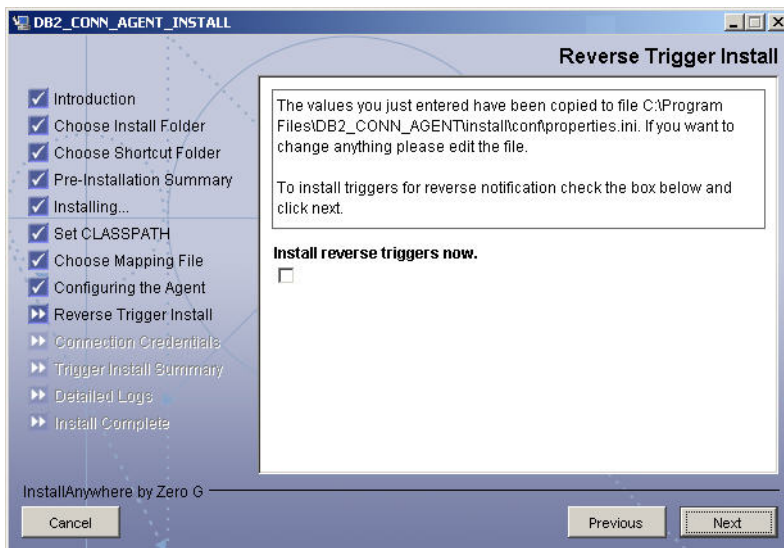 DB2_CONN_AGENT_INSTALL
Reverse Trigger Install
Introduction
Choose Install Folder
Choose Shortcut Folder
Pre-Installation Summary
Installing...
Set CLASSPATH
Choose Mapping File
Configuring the Agent
Reverse Trigger Install
Connection Credentials
Trigger Install Summary
Detailed Logs
Install Complete
The values you just entered have been copied to file C:\Program
Files\DB2_CONN_AGENT\install\conf\properties.ini. If you want to
change anything please edit the file.
To install triggers for reverse notification check the box below and
click next.
Install reverse triggers now.
InstallAnywhere by Zero G
Cancel
Previous
Next